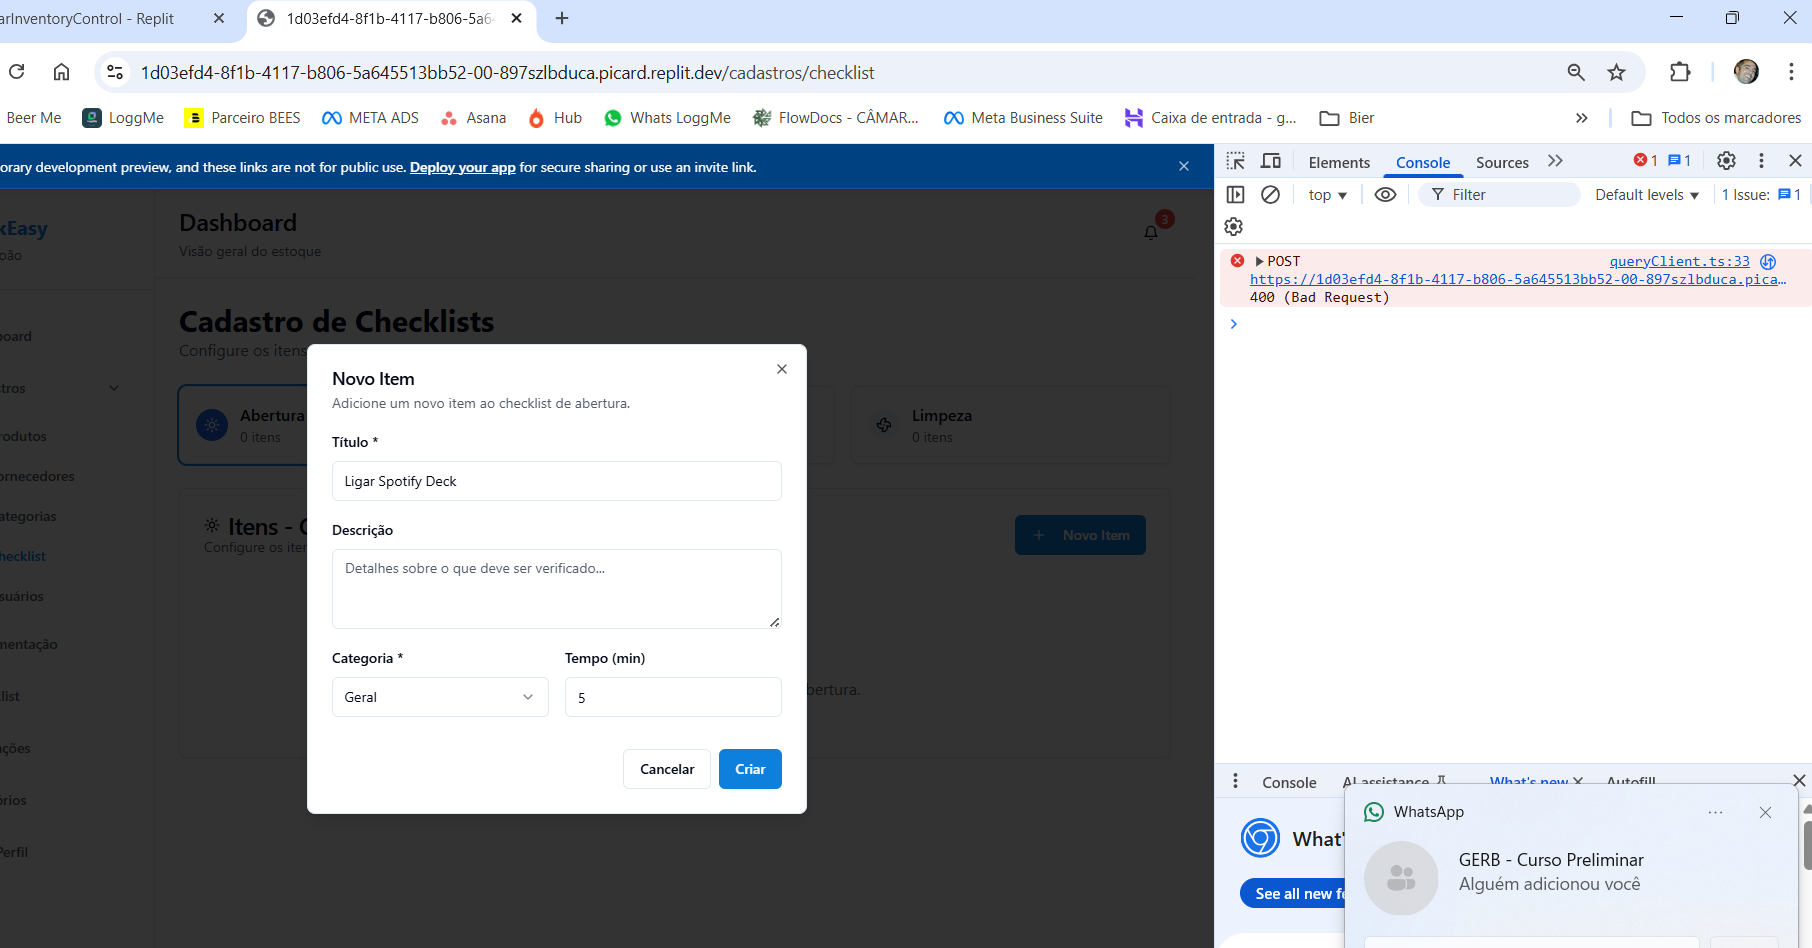 arInventoryControl - Replit
1d03efd4-8f1b-4117-b806-5a6
1d03efd4-8f1b-4117-b806-5a645513bb52-00-897szlbduca.picard.replit.dev/cadastros/checklist
Beer Me
LoggMe
Parceiro BEES
META ADS
Asana
Hub
Whats LoggMe
FlowDocs - CÂMAR...
Meta Business Suite
Caixa de entrada - g...
Bier
Todos os marcadores
orary development preview, and these links are not for public use. Deploy your app for secure sharing or use an invite link.
kEasy
oão
oard
tros
rodutos
ornecedores
ategorias
hecklist
suários
mentação
list
ações
órios
Perfil
Dashboard
Visão geral do estoque
3
Cadastro de Checklists
Configure os itens
Abertura
0 itens
Limpeza
0 itens
Itens -
Configure os iter
+ Novo Item
bertura.
Novo Item
Adicione um novo item ao checklist de abertura.
Título *
Ligar Spotify Deck
Descrição
Detalhes sobre o que deve ser verificado...
Categoria *
Tempo (min)
Geral
5
Cancelar
Criar
Elements
Console
Sources
1
1
top
Filter
Default levels
1 Issue: 1
POST
queryClient.ts:33
https://1d03efd4-8f1b-4117-b806-5a645513bb52-00-897szlbduca.pica…
400 (Bad Request)
Console
AI assistance
What's new
Autofill
What'
See all new fe
WhatsApp
GERB - Curso Preliminar
Alguém adicionou você